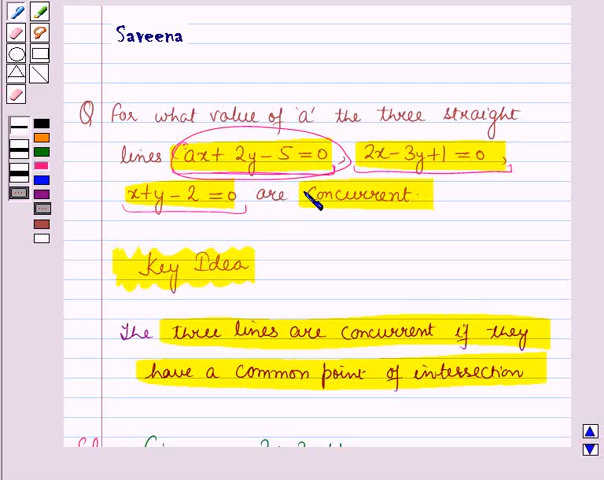 Saveena
Q For what value of 'a' the three straight
lines ax + 2y - 5 = 0, 2x - 3y + 1 = 0,
x + y - 2 = 0 are concurrent.
Key Idea
The three lines are concurrent if they
have a common point of intersection